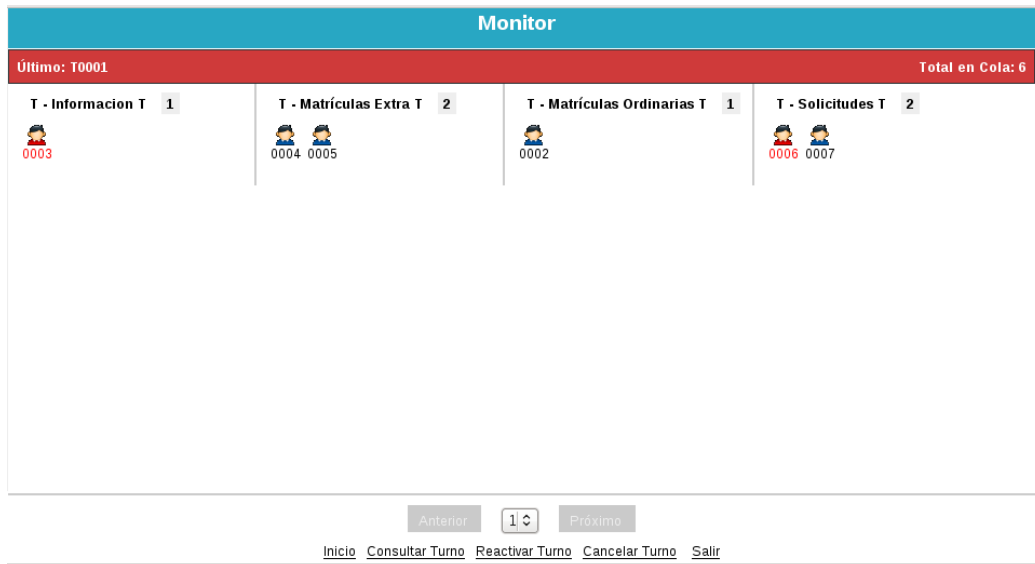 Monitor
Último: T0001 Total en Cola: 6
T - Informacion T 1 T - Matrículas Extra T 2 T - Matrículas Ordinarias T 1 T - Solicitudes T 2
0003 0004 0005 0002 0006 0007
Anterior 1 Próximo
Inicio Consultar Turno Reactivar Turno Cancelar Turno Salir